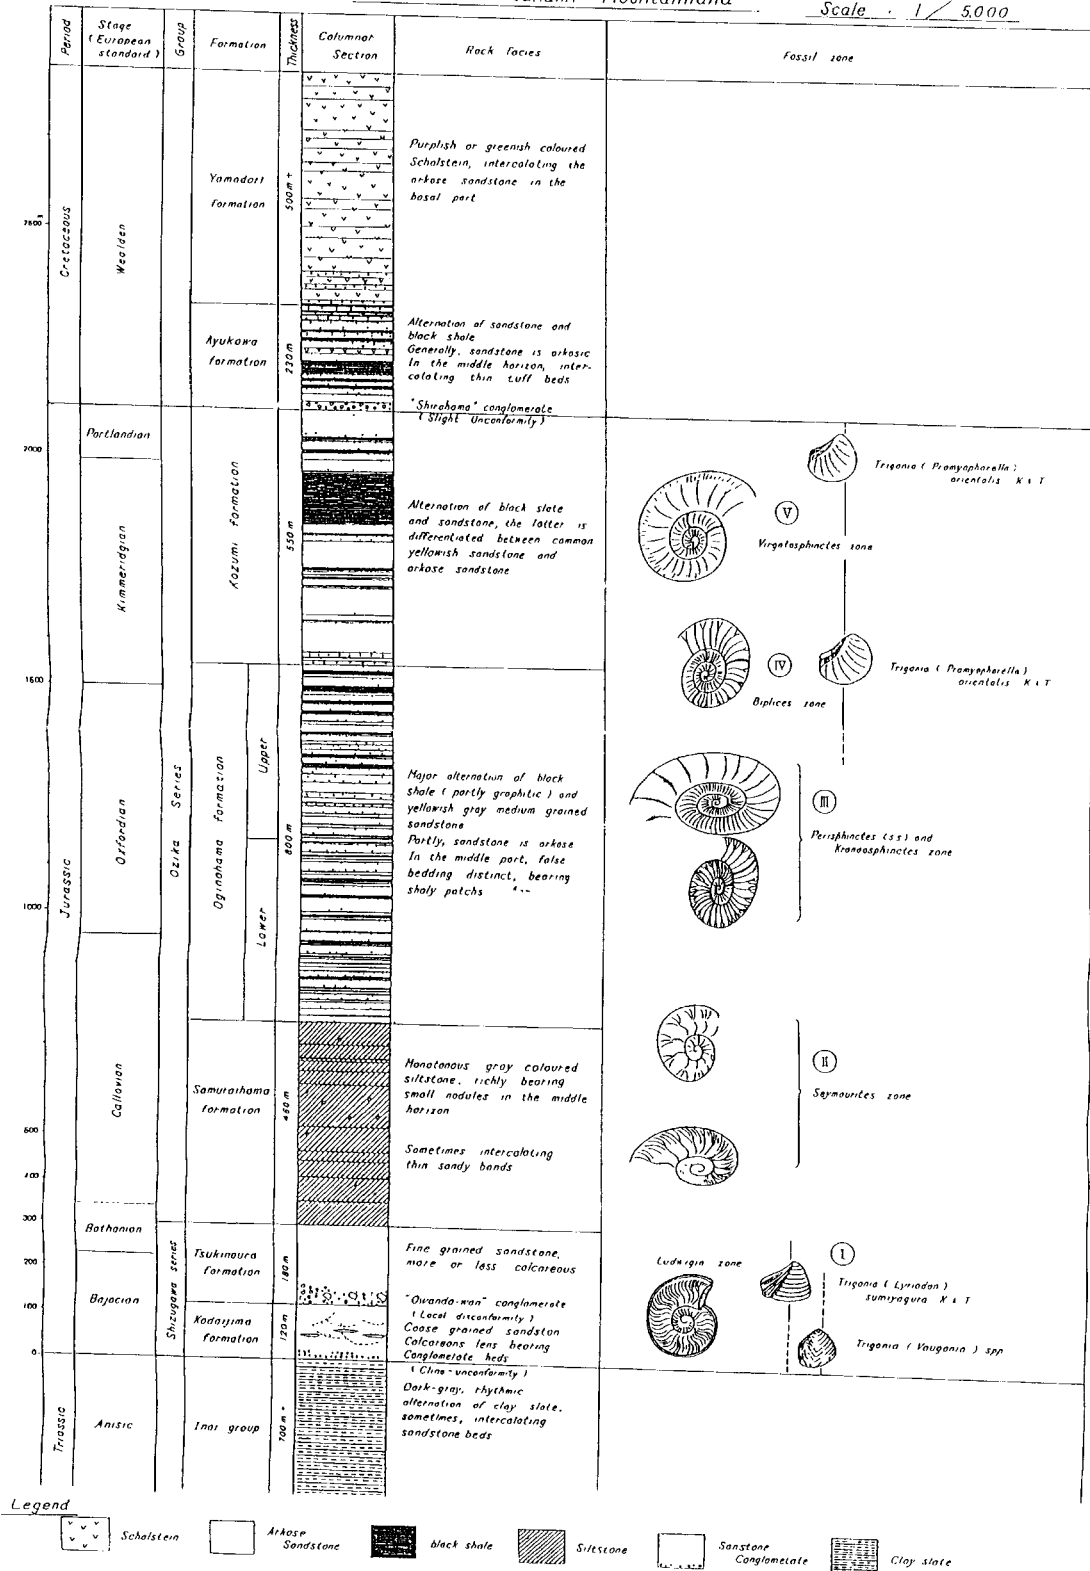 Mountainland
Scale . 1 / 5,000
Period
Stage
( European
standard )
Group
Formation
Thickness
Columnar
Section
Rock facies
Fossil zone
Cretaceous
Wealden
Yamadori
formation
500m +
Purplish or greenish coloured
Schalstein, intercalating the
arkose sandstone in the
basal part
Ayukawa
formation
230m
Alternation of sandstone and
black shale
Generally, sandstone is arkosic
In the middle horizon, inter-
calating thin tuff beds
"Shirahama" conglomerate
( Slight Unconformity )
Jurassic
Portlandian
2000
Kimmeridgian
Kozumi formation
550m
Alternation of black slate
and sandstone, the latter is
differentiated between common
yellowish sandstone and
arkose sandstone
Trigonia ( Promyophorella )
orientalis K & T
V
Virgatosphinctes zone
IV
Biplices zone
Trigonia ( Promyophorella )
orientalis K & T
1500
Ozika Series
Oxfordian
Oginohama formation
Upper
Lower
800m
Major alternation of black
shale ( partly graphitic ) and
yellowish gray medium grained
sandstone
Partly, sandstone is arkose
In the middle part, false
bedding distinct, bearing
shaly patchs
III
Perisphinctes (s s) and
Kranaosphinctes zone
1000
Callovian
Samuraihama
formation
460m
Monotonous gray coloured
siltstone, richly bearing
small nodules in the middle
horizon
Sometimes intercalating
thin sandy bands
II
Seymourites zone
500
400
300
Bathonian
Shizugawa series
Tsukinoura
formation
180m
Fine grained sandstone,
more or less calcareous
200
Bajocian
"Owanda-wan" conglomerate
( Local disconformity )
100
Kodaijima
formation
120m
Coose grained sandston
Calcareons lens bearing
Conglomerate beds
0
( Clino-unconformity )
Ludwigia zone
I
Trigonia ( Lyriodon )
sumiyagura K & T
Trigonia ( Vaugonia ) spp
Triassic
Anisic
Inai group
700m +
Dark-gray, rhythmic
alternation of clay slate,
sometimes, intercalating
sandstone beds
Legend
Schalstein
Arkose
Sandstone
black shale
Siltstone
Sanstone
Conglometate
Clay slate